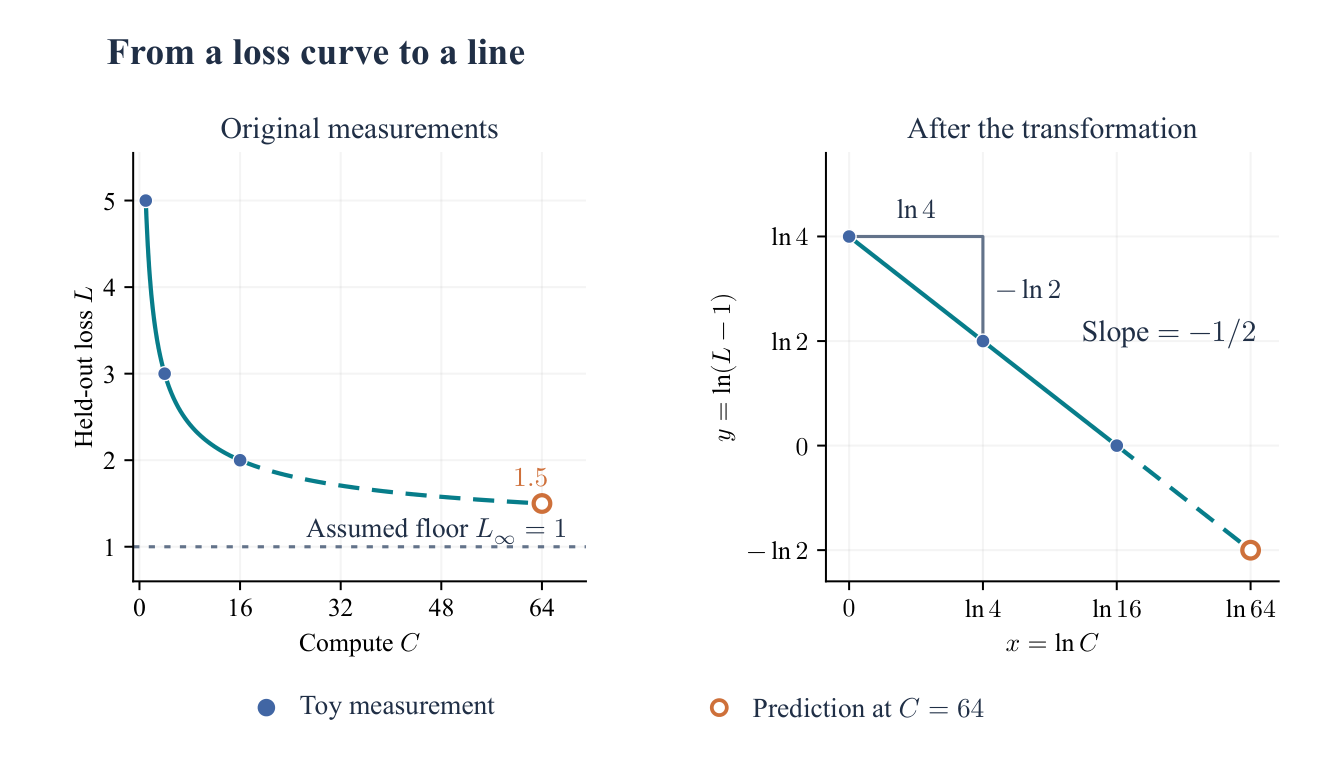 From a loss curve to a line
Original measurements
Held-out loss L
5
4
3
2
1
1.5
Assumed floor L∞ = 1
0 16 32 48 64
Compute C
After the transformation
y = ln(L − 1)
ln 4
ln 2
0
− ln 2
ln 4
− ln 2
Slope = −1/2
0 ln 4 ln 16 ln 64
x = ln C
Toy measurement
Prediction at C = 64